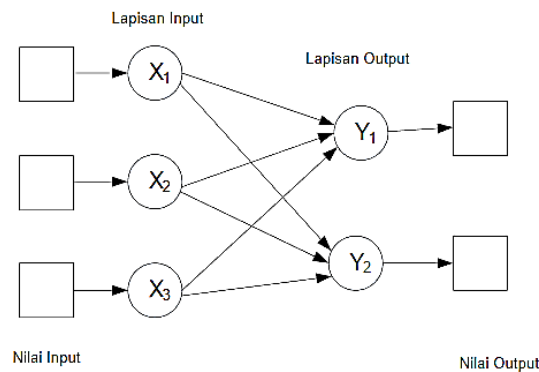 Lapisan Input
Lapisan Output
X1
Y1
X2
Y2
X3
Nilai Input
Nilai Output